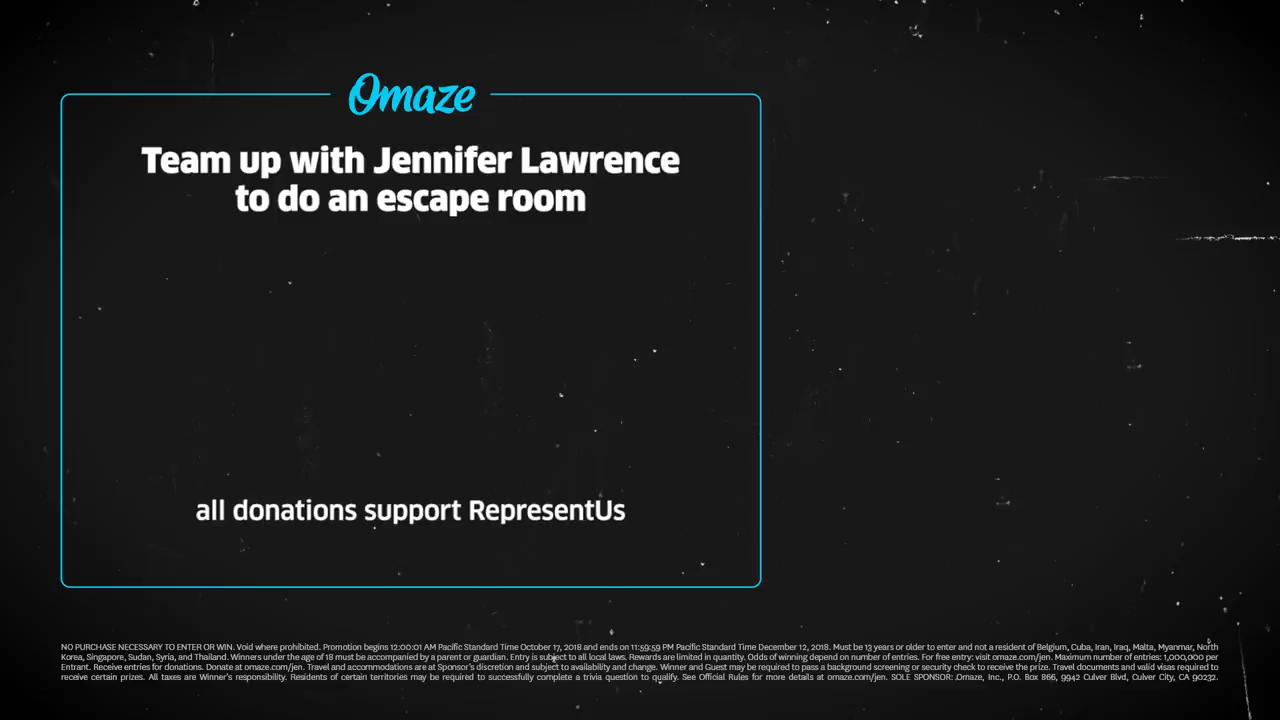 Omaze
Team up with Jennifer Lawrence
to do an escape room
all donations support RepresentUs
NO PURCHASE NECESSARY TO ENTER OR WIN. Void where prohibited. Promotion begins 12:00:01 AM Pacific Standard Time October 17, 2018 and ends on 11:59:59 PM Pacific Standard Time December 12, 2018. Must be 13 years or older to enter and not a resident of Belgium, Cuba, Iran, Iraq, Malta, Myanmar, North
Korea, Singapore, Sudan, Syria, and Thailand. Winners under the age of 18 must be accompanied by a parent or guardian. Entry is subject to all local laws. Rewards are limited in quantity. Odds of winning depend on number of entries. For free entry: visit omaze.com/jen. Maximum number of entries: 1,000,000 per
Entrant. Receive entries for donations. Donate at omaze.com/jen. Travel and accommodations are at Sponsor's discretion and subject to availability and change. Winner and Guest may be required to pass a background screening or security check to receive the prize. Travel documents and valid visas required to
receive certain prizes. All taxes are Winner's responsibility. Residents of certain territories may be required to successfully complete a trivia question to qualify. See Official Rules for more details at omaze.com/jen. SOLE SPONSOR: Omaze, Inc., P.O. Box 866, 9942 Culver Blvd, Culver City, CA 90232.